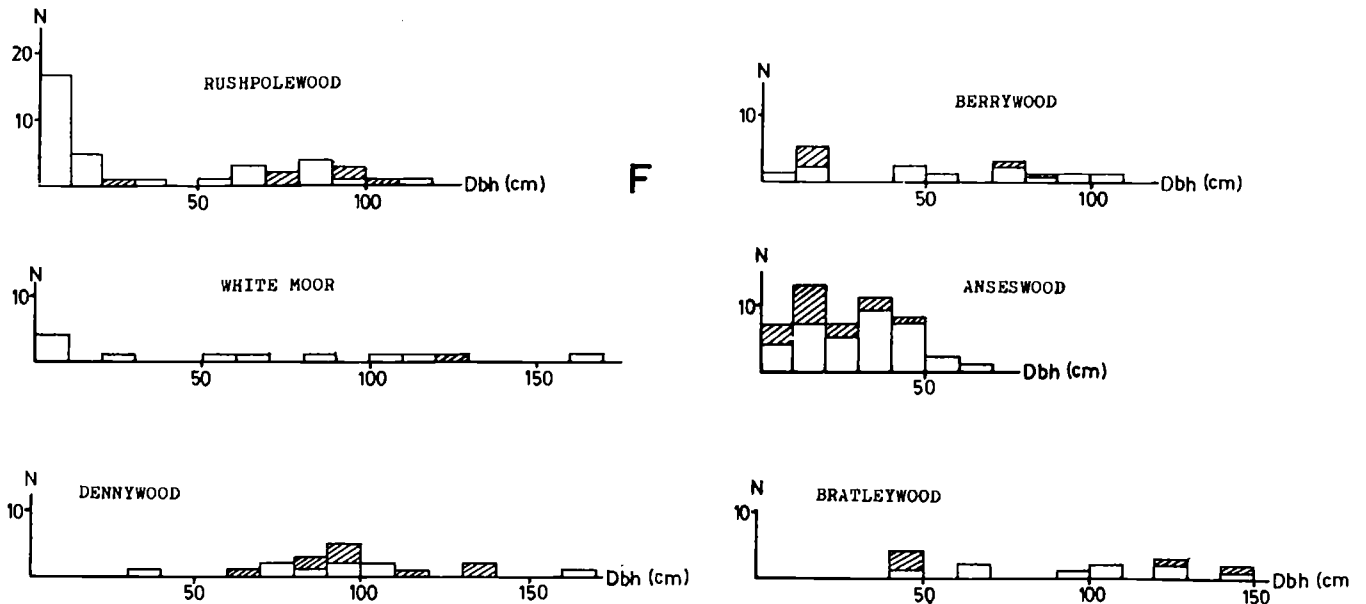 N
20
10
RUSHPOLEWOOD
50
100
Dbh (cm)
F
N
10
BERRYWOOD
50
100
Dbh (cm)
N
10
WHITE MOOR
50
100
150
N
10
ANSESWOOD
50
Dbh (cm)
N
10
DENNYWOOD
50
100
150
Dbh (cm)
N
10
BRATLEYWOOD
50
100
150
Dbh (cm